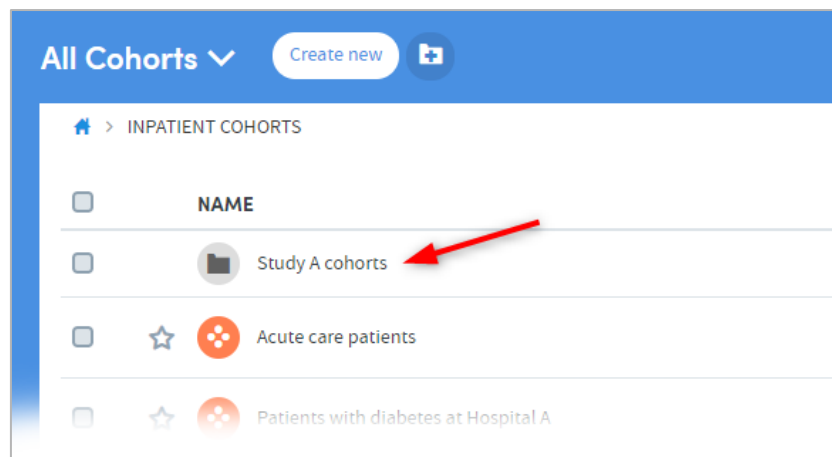 All Cohorts Create new
> INPATIENT COHORTS
NAME
Study A cohorts
Acute care patients
Patients with diabetes at Hospital A